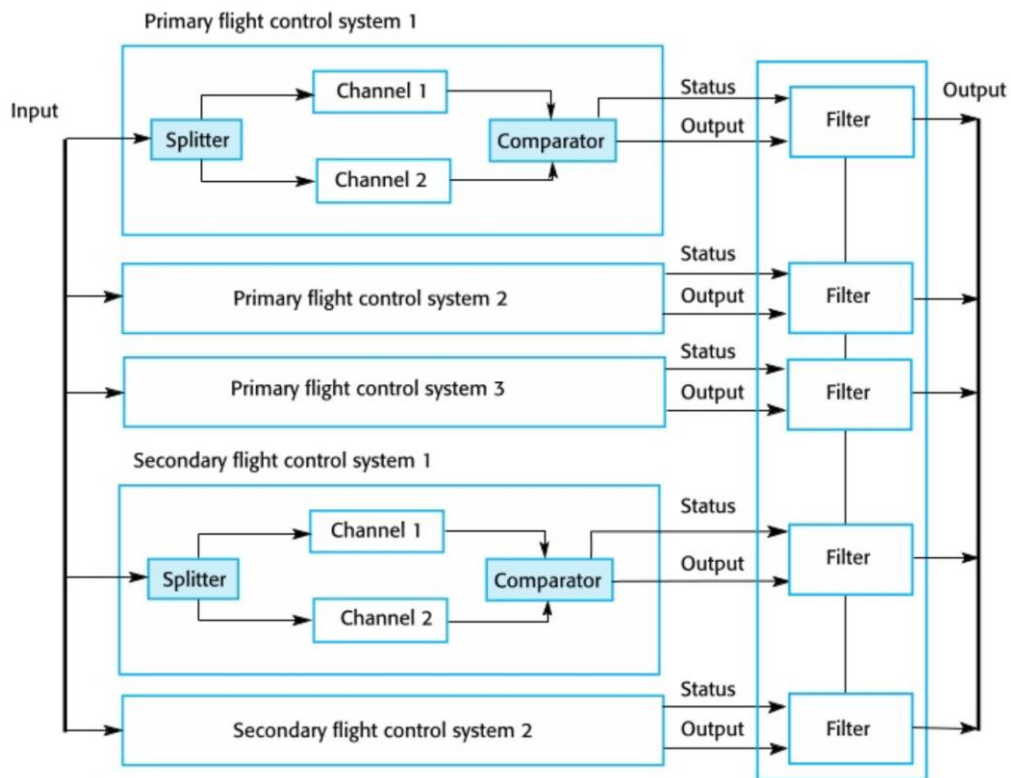 Primary flight control system 1
Input
Splitter
Channel 1
Channel 2
Comparator
Status
Output
Filter
Output
Primary flight control system 2
Status
Output
Filter
Primary flight control system 3
Status
Output
Filter
Secondary flight control system 1
Splitter
Channel 1
Channel 2
Comparator
Status
Output
Filter
Secondary flight control system 2
Status
Output
Filter